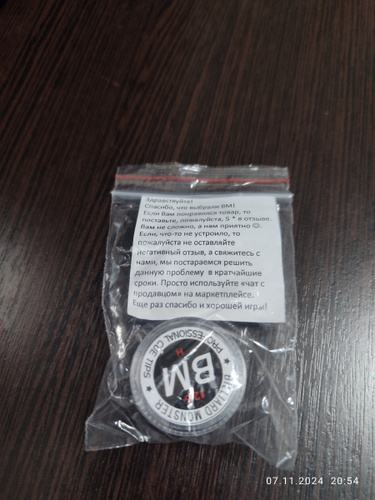 Здравствуйте!
Спасибо, что выбрали BM!
Если Вам понравился товар, то
поставьте, пожалуйста, 5 * в отзыве.
Вам не сложно, а нам приятно ☺.
Если, что-то не устроило, то
пожалуйста не оставляйте
негативный отзыв, а свяжитесь с
нами, мы постараемся решить
данную проблему в кратчайшие
сроки. Просто используйте «чат с
продавцом» на маркетплейсе.
Еще раз спасибо и хорошей игры!
PROFESSIONAL CUE TIPS
H
BM
BILLIARD MONSTER
07.11.2024 20:54